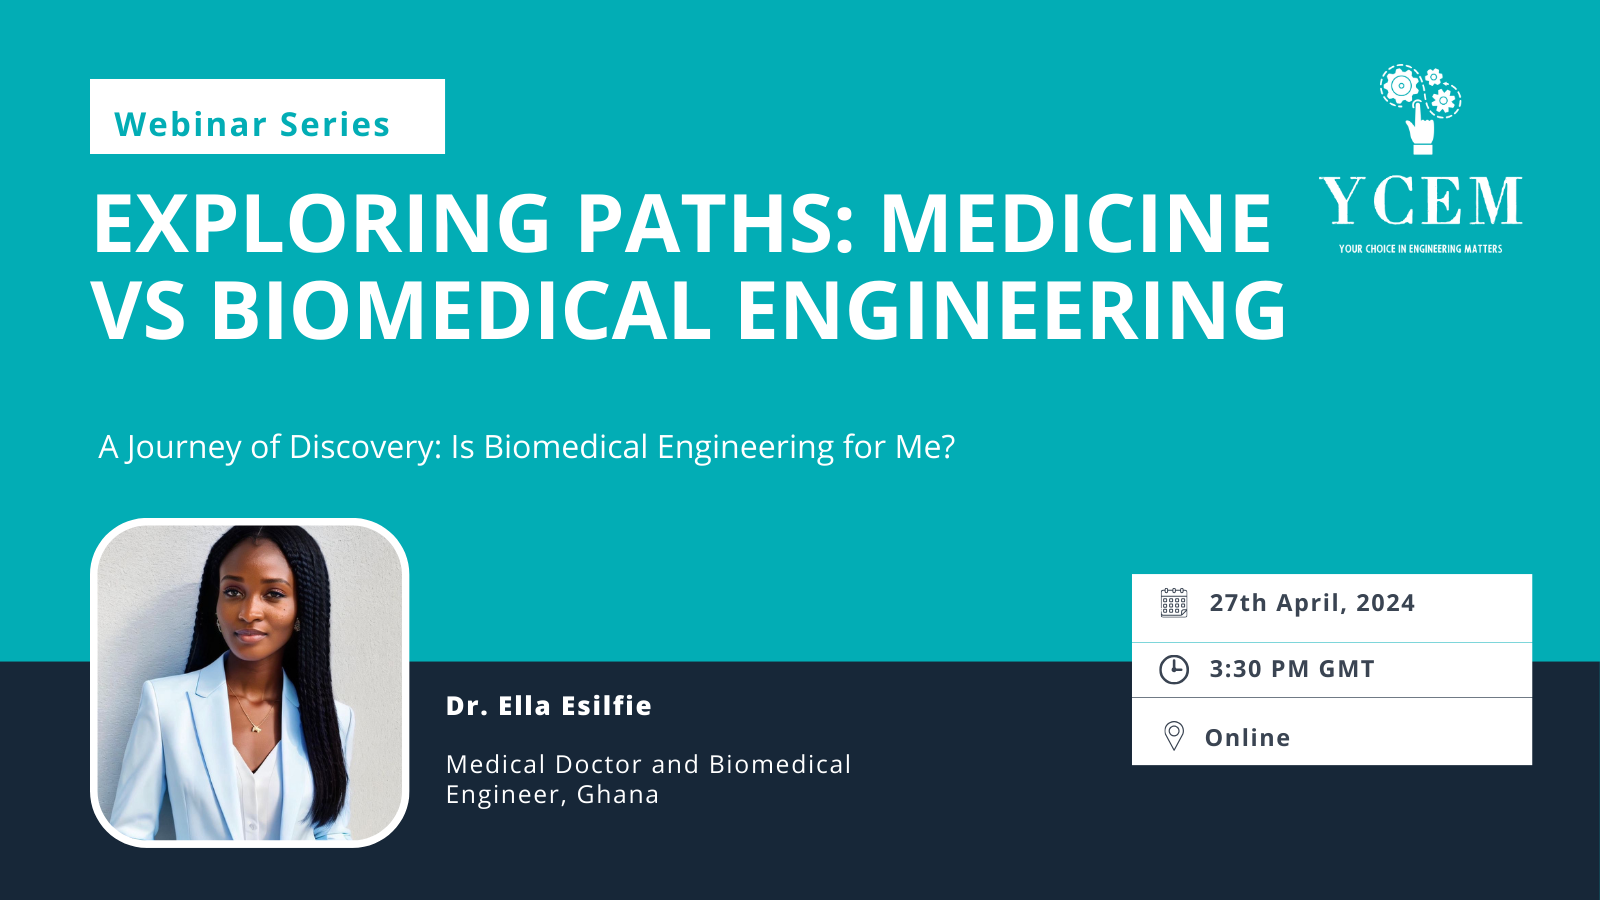 Webinar Series
EXPLORING PATHS: MEDICINE
VS BIOMEDICAL ENGINEERING
YCEM
YOUR CHOICE IN ENGINEERING MATTERS
A Journey of Discovery: Is Biomedical Engineering for Me?
27th April, 2024
3:30 PM GMT
Online
Dr. Ella Esilfie
Medical Doctor and Biomedical
Engineer, Ghana